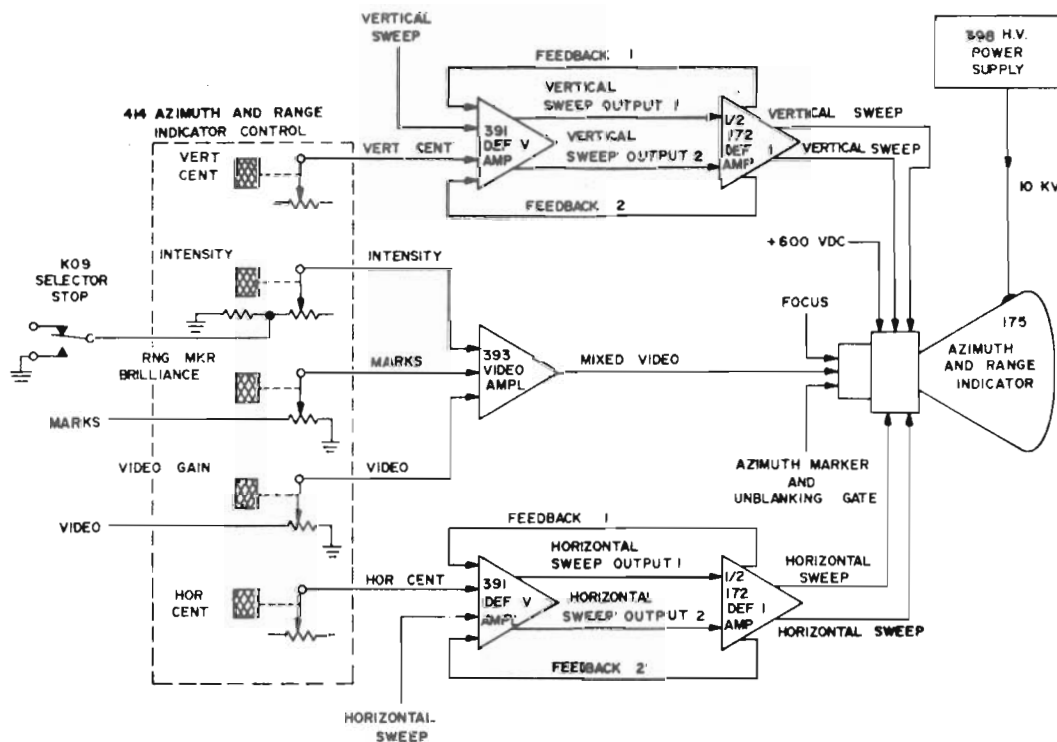 VERTICAL
SWEEP
398 H.V.
POWER
SUPPLY
FEEDBACK 1
414 AZIMUTH AND RANGE
INDICATOR CONTROL
VERTICAL
SWEEP OUTPUT 1
VERT
CENT
VERT CENT
391
DEF V
AMP
VERTICAL
SWEEP OUTPUT 2
1/2
172
DEF I
AMP
VERTICAL SWEEP
VERTICAL SWEEP
FEEDBACK 2
10 KV
+600 VDC
INTENSITY
INTENSITY
K09
SELECTOR
STOP
FOCUS
175
AZIMUTH
AND RANGE
INDICATOR
RNG MKR
BRILLIANCE
MARKS
393
VIDEO
AMPL
MIXED VIDEO
MARKS
VIDEO GAIN
VIDEO
AZIMUTH MARKER
AND
UNBLANKING GATE
VIDEO
FEEDBACK 1
HORIZONTAL
SWEEP OUTPUT 1
HOR
CENT
HOR CENT
391
DEF V
AMP
HORIZONTAL
SWEEP OUTPUT 2
1/2
172
DEF I
AMP
HORIZONTAL
SWEEP
HORIZONTAL SWEEP
FEEDBACK 2
HORIZONTAL
SWEEP